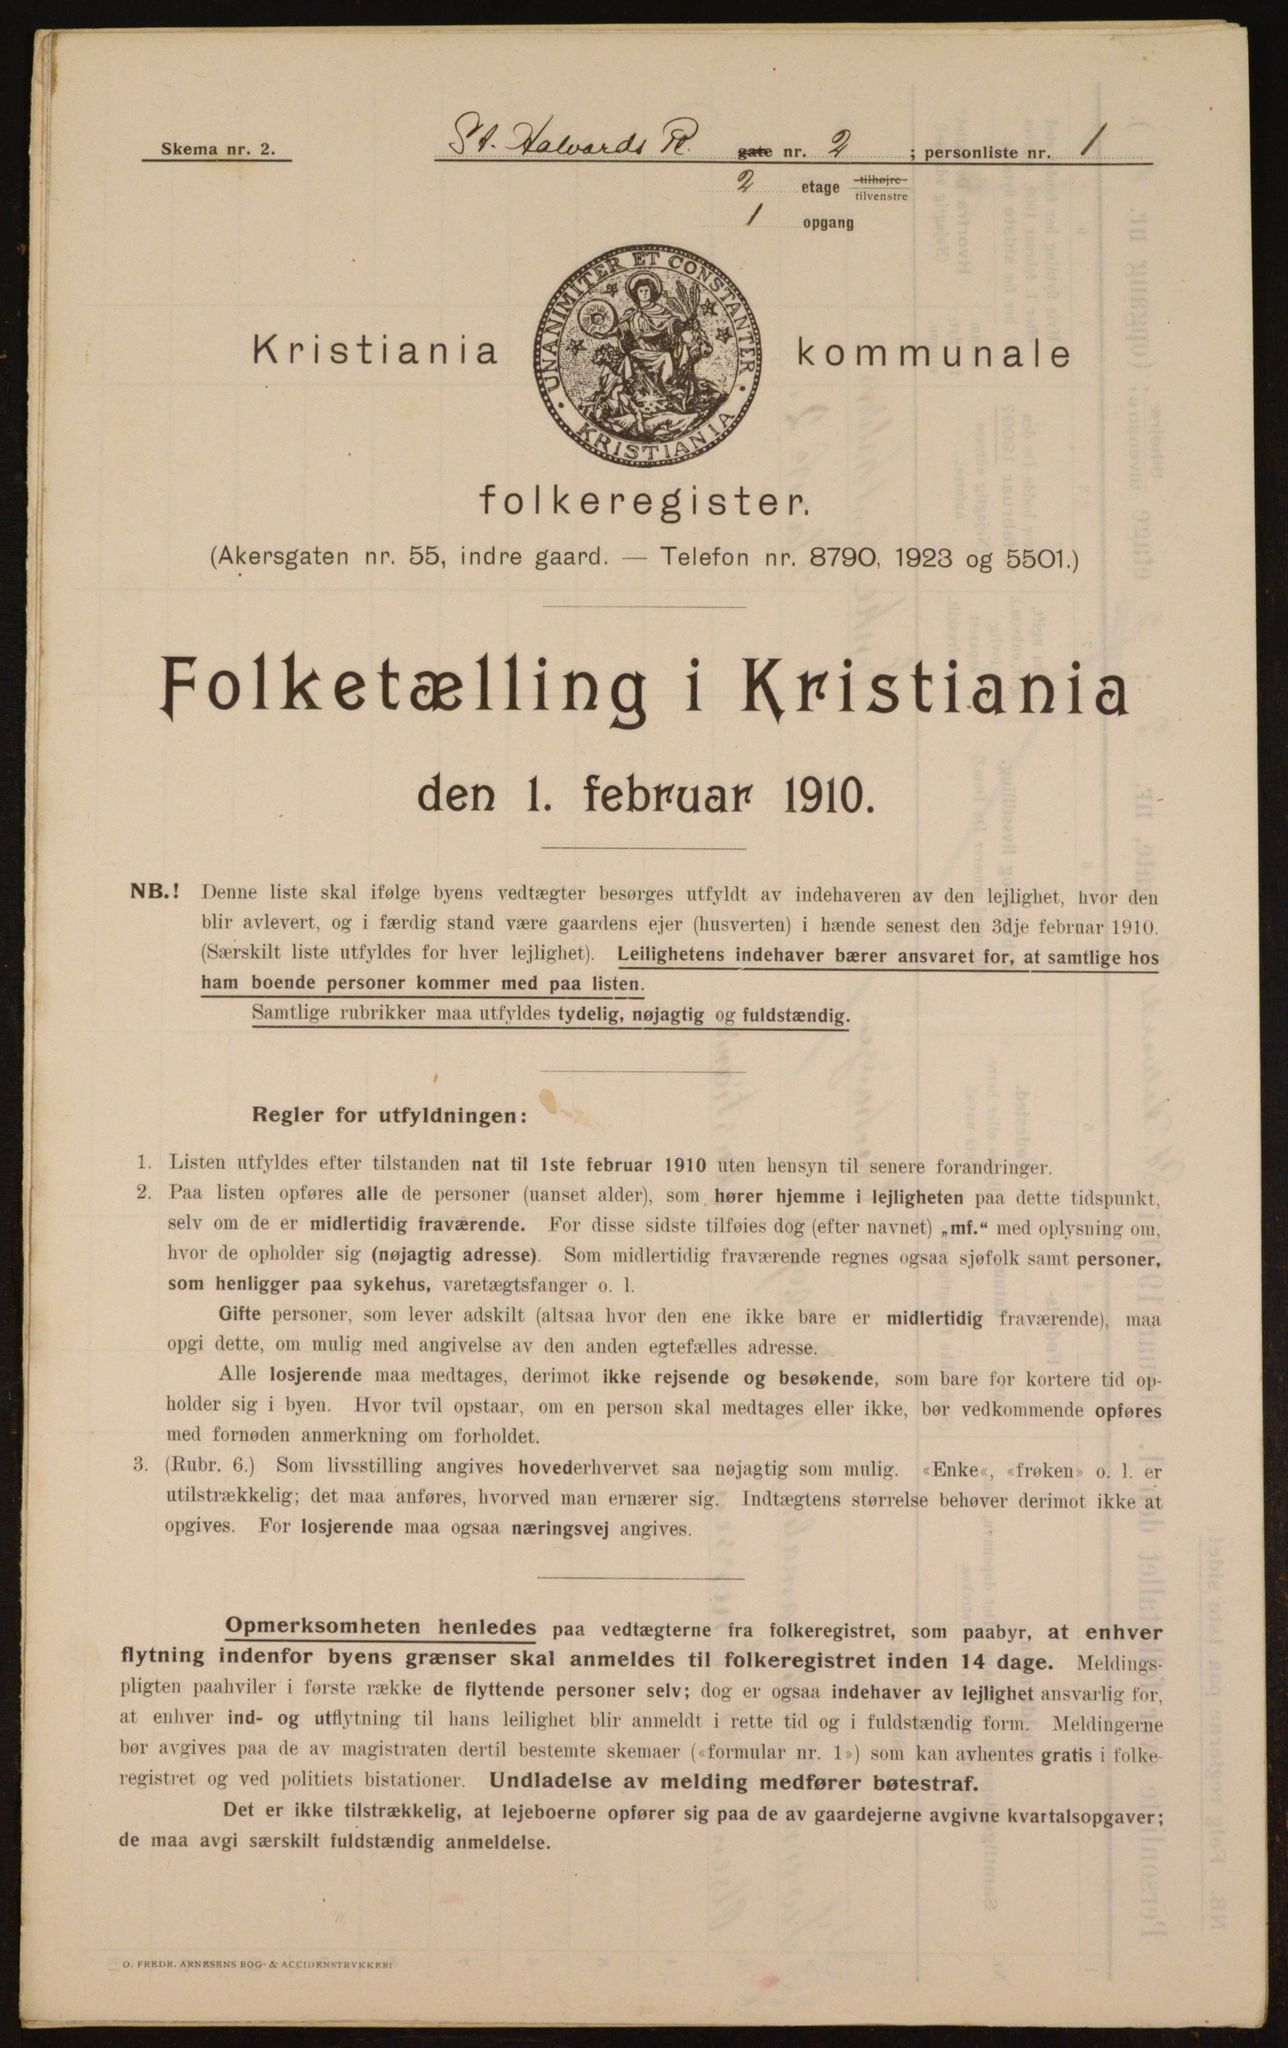 Skema nr. 2.
St. Halvards Pl. gate nr. 2 ; personliste nr. 1
2 etage tilhøjre
tilvenstre
1 opgang
UNANIMITER ET CONSTANTER
KRISTIANIA
Kristiania kommunale
folkeregister.
(Akersgaten nr. 55, indre gaard. — Telefon nr. 8790, 1923 og 5501.)
Folketælling i Kristiania
den 1. februar 1910.
NB.! Denne liste skal ifølge byens vedtægter besørges utfyldt av indehaveren av den lejlighet, hvor den
blir avlevert, og i færdig stand være gaardens ejer (husverten) i hænde senest den 3dje februar 1910.
(Særskilt liste utfyldes for hver lejlighet). Leilighetens indehaver bærer ansvaret for, at samtlige hos
ham boende personer kommer med paa listen.
Samtlige rubrikker maa utfyldes tydelig, nøjagtig og fuldstændig.
Regler for utfyldningen:
1. Listen utfyldes efter tilstanden nat til 1ste februar 1910 uten hensyn til senere forandringer.
2. Paa listen opføres alle de personer (uanset alder), som hører hjemme i lejligheten paa dette tidspunkt,
selv om de er midlertidig fraværende. For disse sidste tilføies dog (efter navnet) „mf.“ med oplysning om,
hvor de opholder sig (nøjagtig adresse). Som midlertidig fraværende regnes ogsaa sjøfolk samt personer,
som henligger paa sykehus, varetægtsfanger o. l.
Gifte personer, som lever adskilt (altsaa hvor den ene ikke bare er midlertidig fraværende), maa
opgi dette, om mulig med angivelse av den anden egtefælles adresse.
Alle losjerende maa medtages, derimot ikke rejsende og besøkende, som bare for kortere tid op-
holder sig i byen. Hvor tvil opstaar, om en person skal medtages eller ikke, bør vedkommende opføres
med fornøden anmerkning om forholdet.
3. (Rubr. 6.) Som livsstilling angives hovederhvervet saa nøjagtig som mulig. «Enke«, «frøken» o. l. er
utilstrækkelig; det maa anføres, hvorved man ernærer sig. Indtægtens størrelse behøver derimot ikke at
opgives. For losjerende maa ogsaa næringsvej angives.
Opmerksomheten henledes paa vedtægterne fra folkeregistret, som paabyr, at enhver
flytning indenfor byens grænser skal anmeldes til folkeregistret inden 14 dage. Meldings-
pligten paahviler i første række de flyttende personer selv; dog er ogsaa indehaver av lejlighet ansvarlig for,
at enhver ind- og utflytning til hans leilighet blir anmeldt i rette tid og i fuldstændig form. Meldingerne
bør avgives paa de av magistraten dertil bestemte skemaer («formular nr. 1») som kan avhentes gratis i folke-
registret og ved politiets bistationer. Undladelse av melding medfører bøtestraf.
Det er ikke tilstrækkelig, at lejeboerne opfører sig paa de av gaardejerne avgivne kvartalsopgaver;
de maa avgi særskilt fuldstændig anmeldelse.
O. FREDR. ARNESENS BOG- & ACCIDENSTRYKKERI